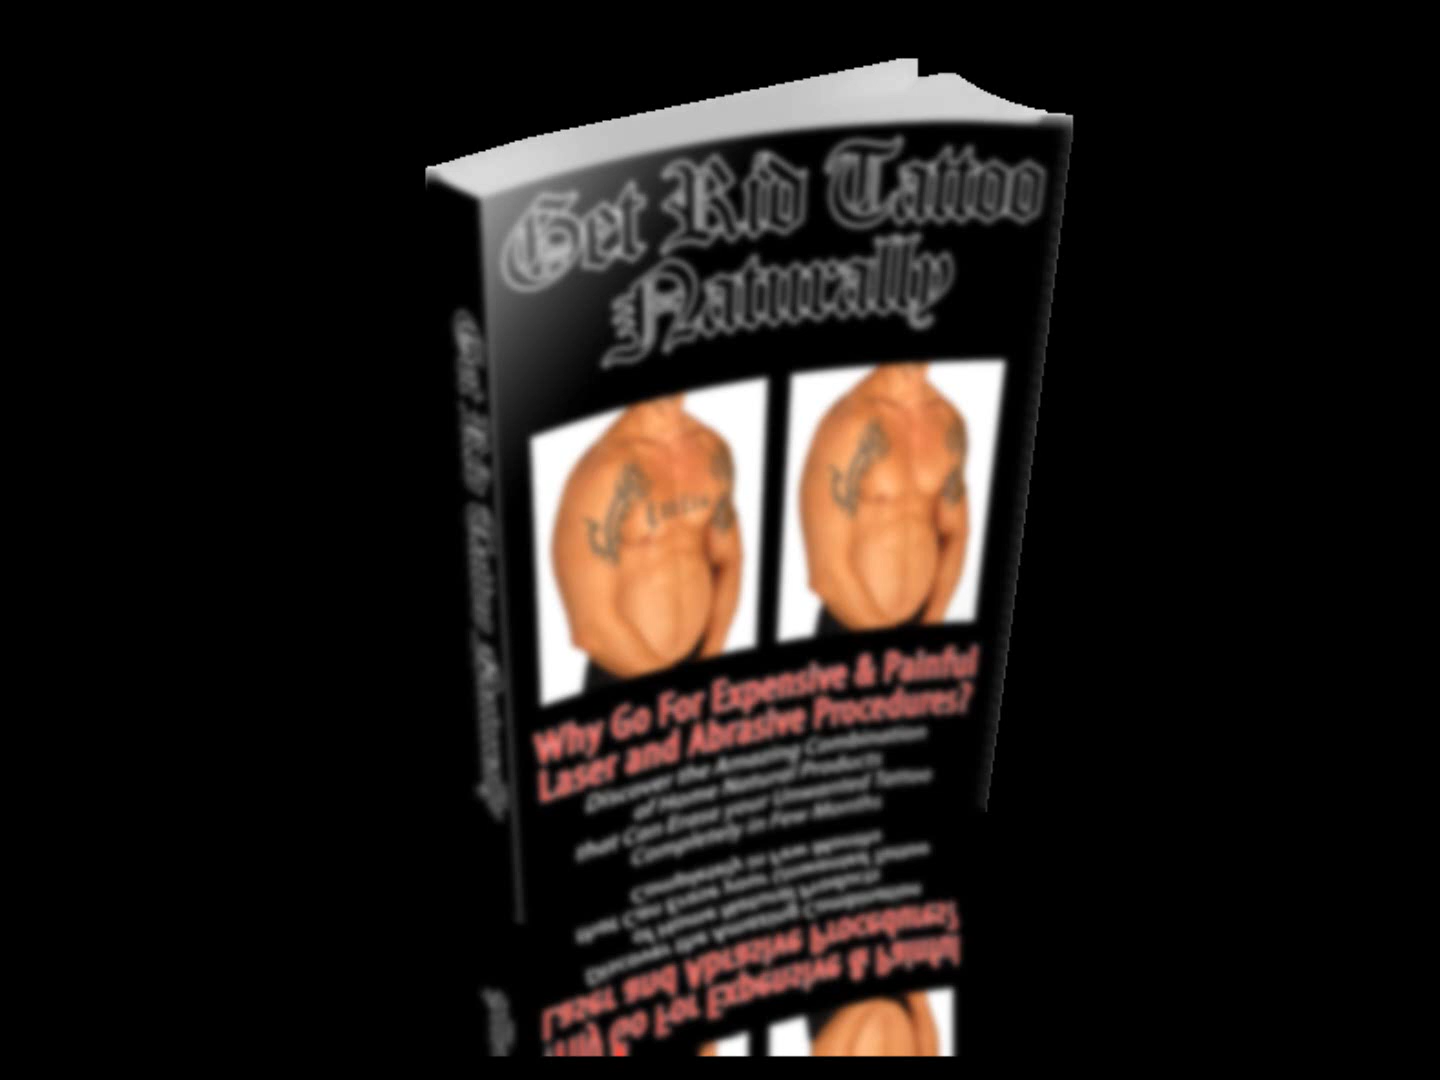 Get Rid Tattoo
Naturally
Why Go For Expensive & Painful
Laser and Abrasive Procedures?
Discover the Amazing Combination
of Home Natural Products
that Can Erase your Unwanted Tattoo
Completely in Few Months